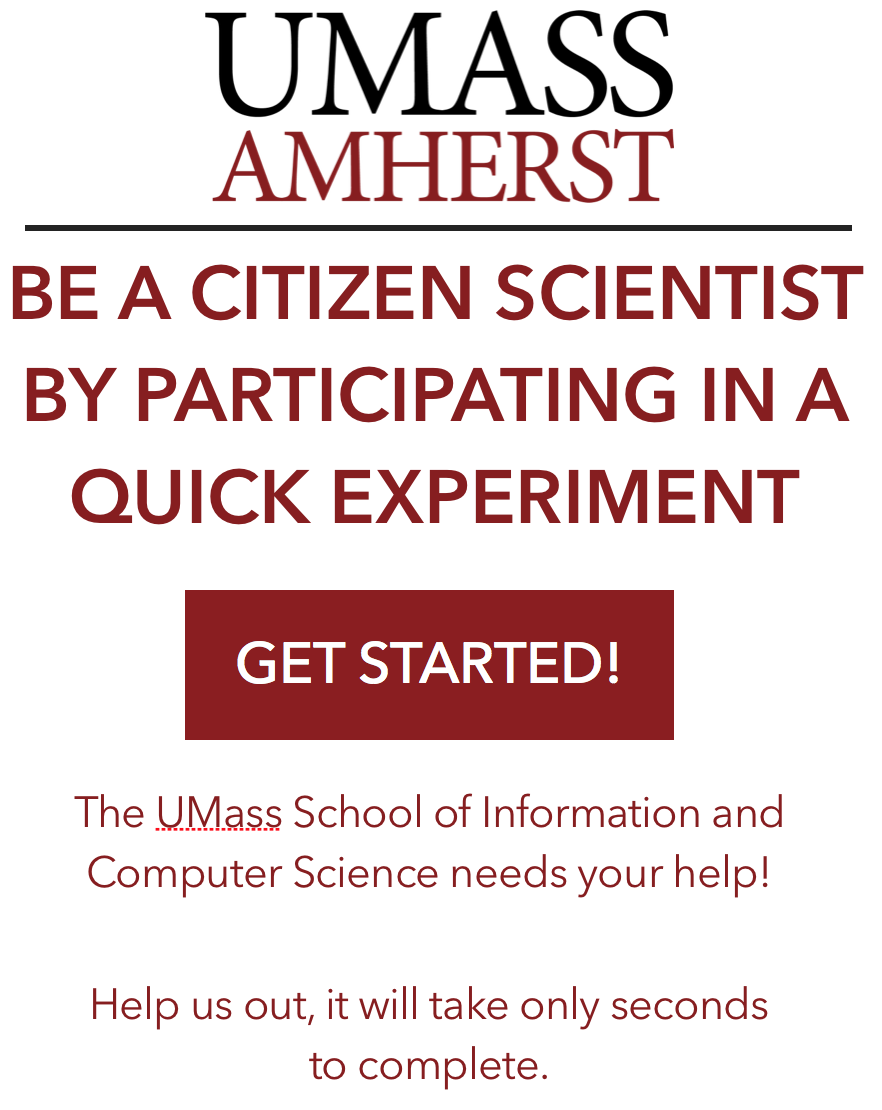 UMASS
AMHERST
BE A CITIZEN SCIENTIST
BY PARTICIPATING IN A
QUICK EXPERIMENT
GET STARTED!
The UMass School of Information and
Computer Science needs your help!
Help us out, it will take only seconds
to complete.